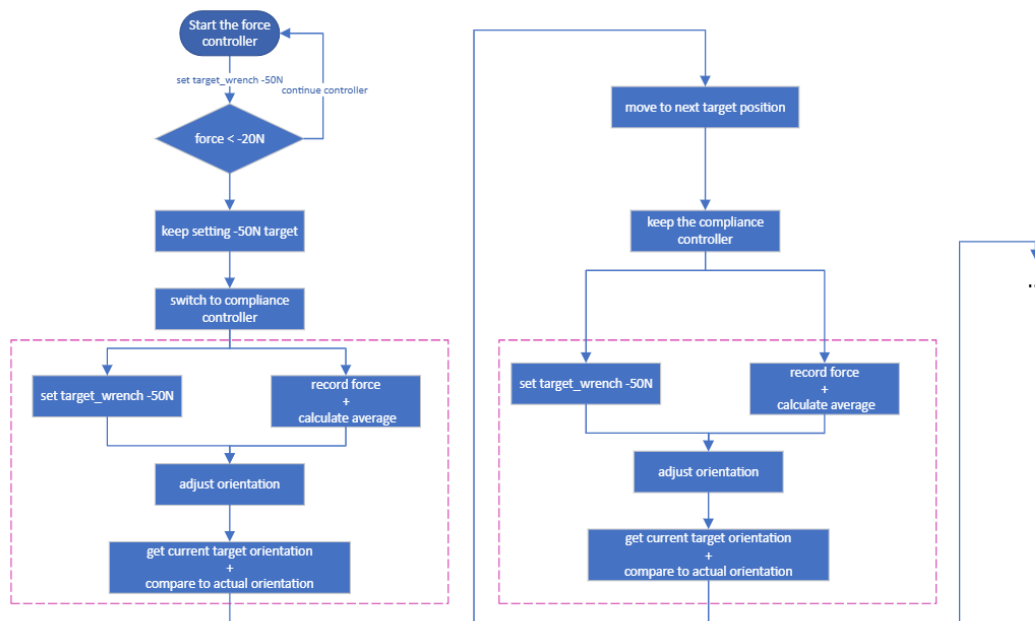 Start the force
controller
set target_wrench -50N
continue controller
force < -20N
keep setting -50N target
switch to compliance
controller
set target_wrench -50N
record force
+
calculate average
adjust orientation
get current target orientation
+
compare to actual orientation
move to next target position
keep the compliance
controller
set target_wrench -50N
record force
+
calculate average
adjust orientation
get current target orientation
+
compare to actual orientation
..